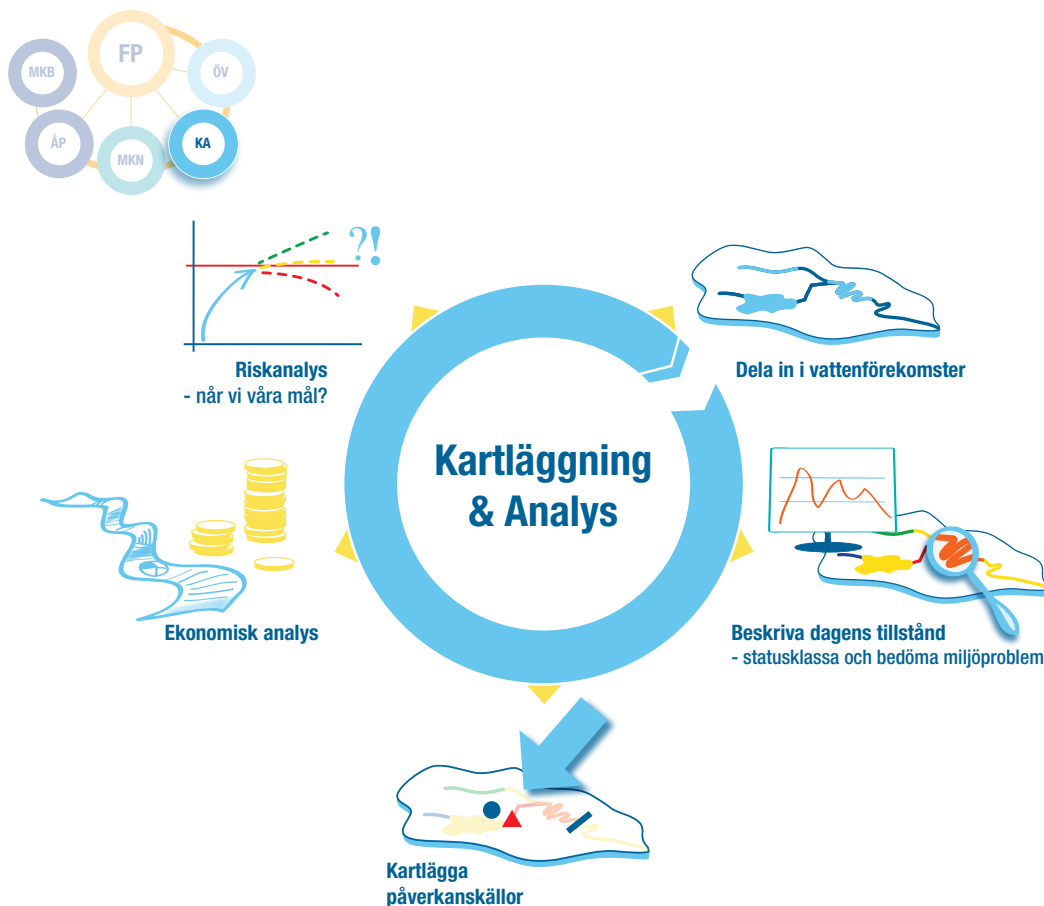 FP
MKB
ÖV
ÅP
MKN
KA
?!
Riskanalys
- når vi våra mål?
Dela in i vattenförekomster
Kartläggning
& Analys
Ekonomisk analys
Beskriva dagens tillstånd
- statusklassa och bedöma miljöproblem
Kartlägga
påverkanskällor